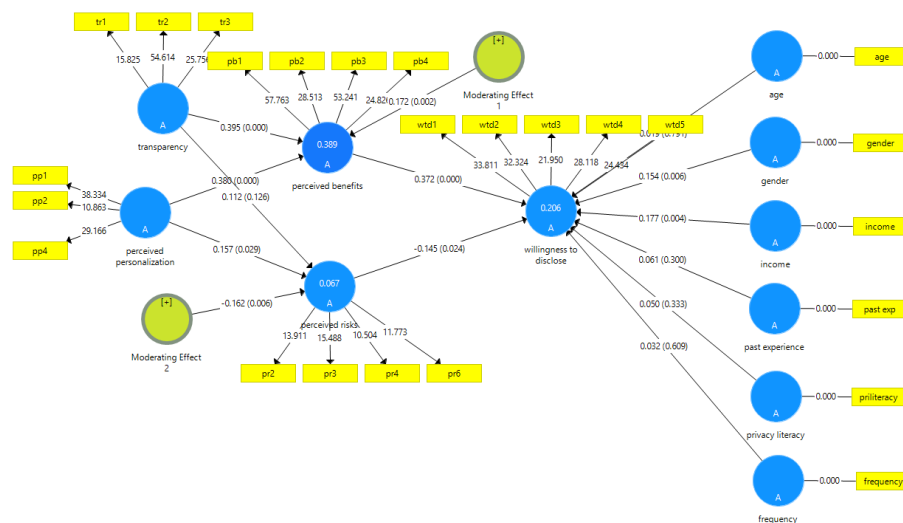 tr1
tr2
tr3
15.825
54.614
25.756
A
transparency
pb1
pb2
pb3
pb4
57.763
28.513
53.241
24.82
0.172 (0.002)
[+]
Moderating Effect
1
0.395 (0.000)
0.389
A
perceived benefits
0.380 (0.000)
0.112 (0.126)
pp1
pp2
pp4
38.334
10.863
29.166
A
perceived
personalization
0.157 (0.029)
wtd1
wtd2
wtd3
wtd4
wtd5
33.811
32.324
21.950
28.118
24.454
0.372 (0.000)
0.206
A
willingness to
disclose
-0.145 (0.024)
[+]
Moderating Effect
2
-0.162 (0.006)
0.067
A
perceived risks
13.911
15.488
10.504
11.773
pr2
pr3
pr4
pr6
A
age
0.000
age
0.154 (0.006)
A
gender
0.000
gender
0.177 (0.004)
A
income
0.000
income
0.061 (0.300)
A
past experience
0.000
past exp
0.050 (0.333)
A
privacy literacy
0.000
priliteracy
0.032 (0.609)
A
frequency
0.000
frequency